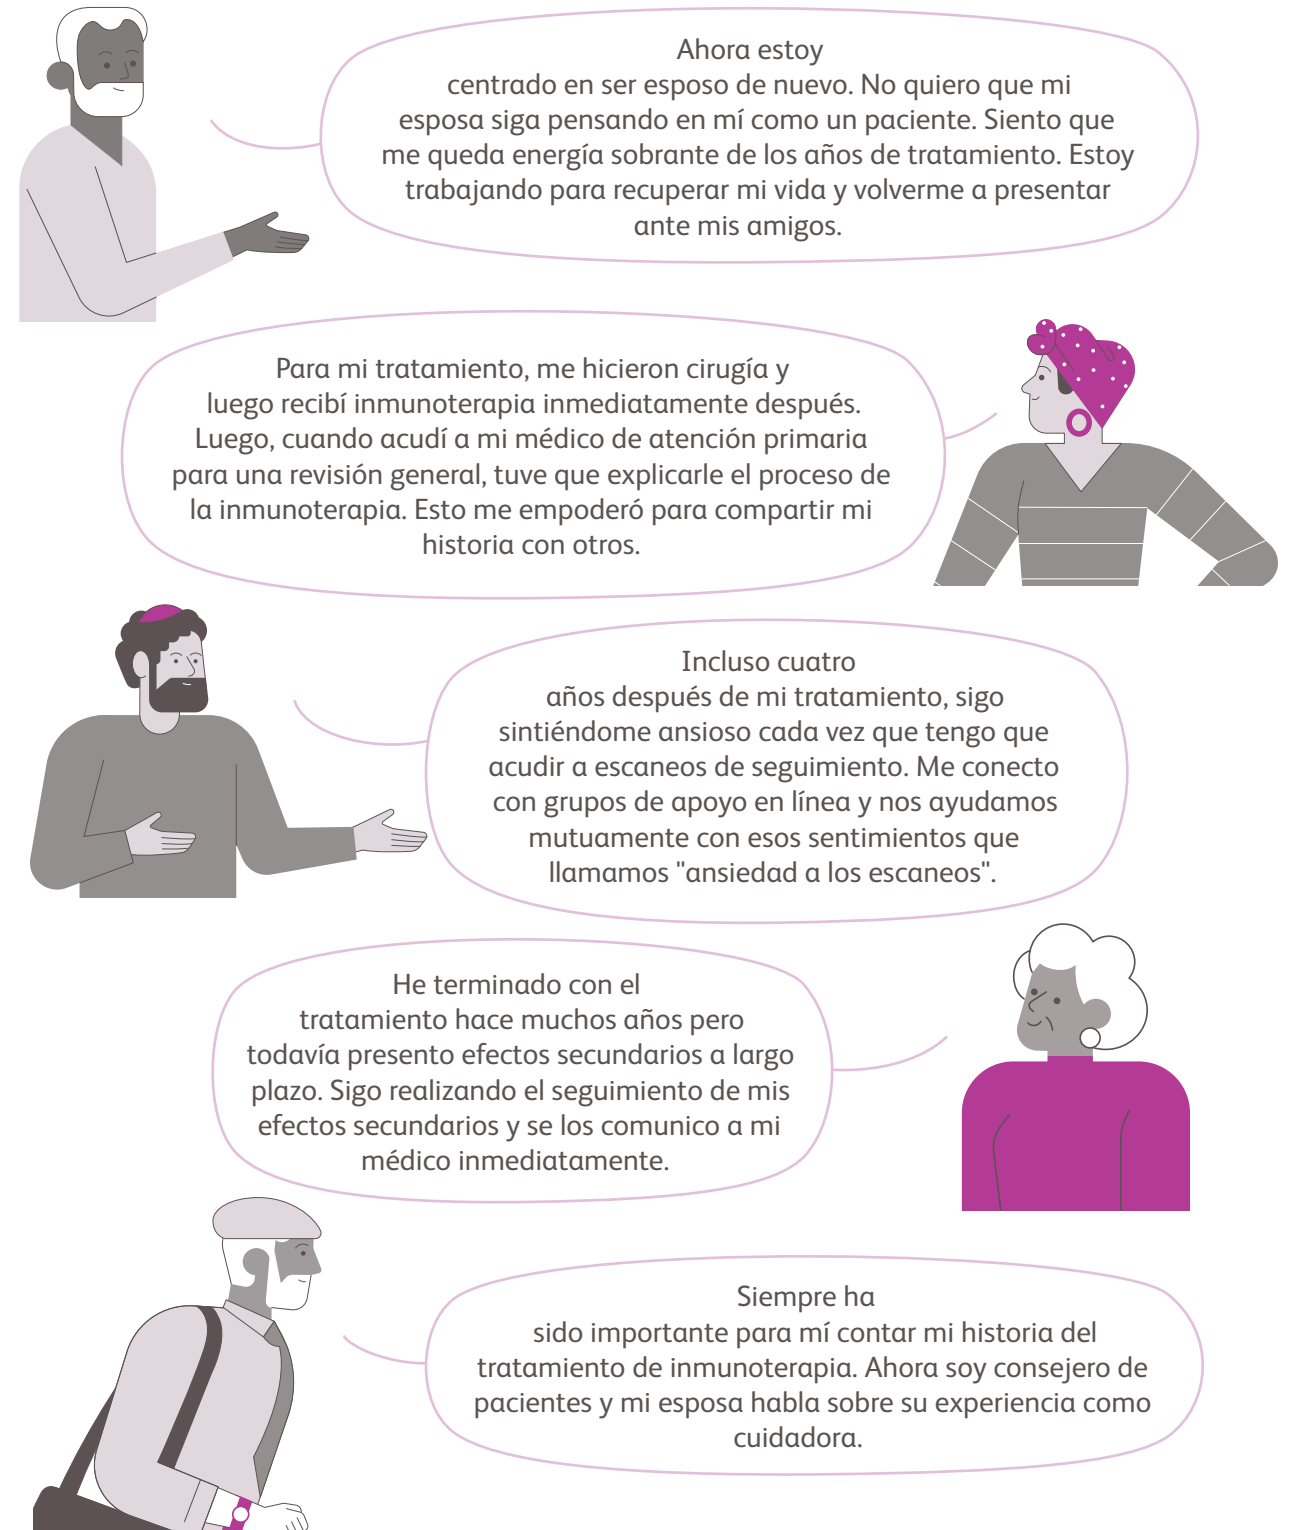 Ahora estoy
centrado en ser esposo de nuevo. No quiero que mi
esposa siga pensando en mí como un paciente. Siento que
me queda energía sobrante de los años de tratamiento. Estoy
trabajando para recuperar mi vida y volverme a presentar
ante mis amigos.
Para mi tratamiento, me hicieron cirugía y
luego recibí inmunoterapia inmediatamente después.
Luego, cuando acudí a mi médico de atención primaria
para una revisión general, tuve que explicarle el proceso de
la inmunoterapia. Esto me empoderó para compartir mi
historia con otros.
Incluso cuatro
años después de mi tratamiento, sigo
sintiéndome ansioso cada vez que tengo que
acudir a escaneos de seguimiento. Me conecto
con grupos de apoyo en línea y nos ayudamos
mutuamente con esos sentimientos que
llamamos "ansiedad a los escaneos".
He terminado con el
tratamiento hace muchos años pero
todavía presento efectos secundarios a largo
plazo. Sigo realizando el seguimiento de mis
efectos secundarios y se los comunico a mi
médico inmediatamente.
Siempre ha
sido importante para mí contar mi historia del
tratamiento de inmunoterapia. Ahora soy consejero de
pacientes y mi esposa habla sobre su experiencia como
cuidadora.